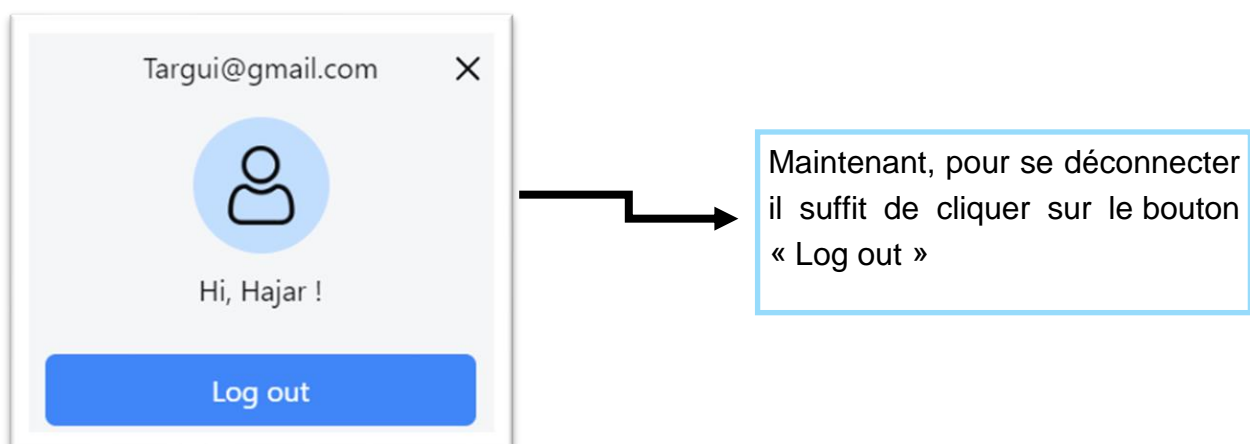 Targui@gmail.com
Hi, Hajar !
Log out
Maintenant, pour se déconnecter
il suffit de cliquer sur le bouton
« Log out »